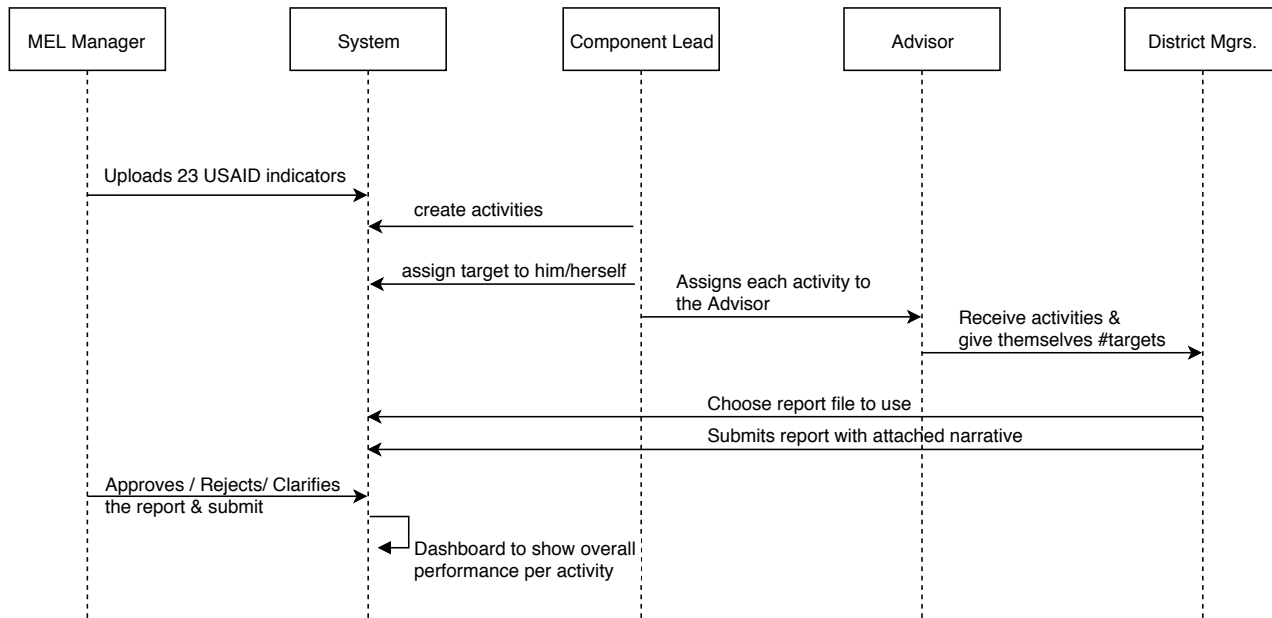 MEL Manager
System
Component Lead
Advisor
District Mgrs.
Uploads 23 USAID indicators
create activities
assign target to him/herself
Assigns each activity to
the Advisor
Receive activities &
give themselves #targets
Choose report file to use
Submits report with attached narrative
Approves / Rejects/ Clarifies
the report & submit
Dashboard to show overall
performance per activity